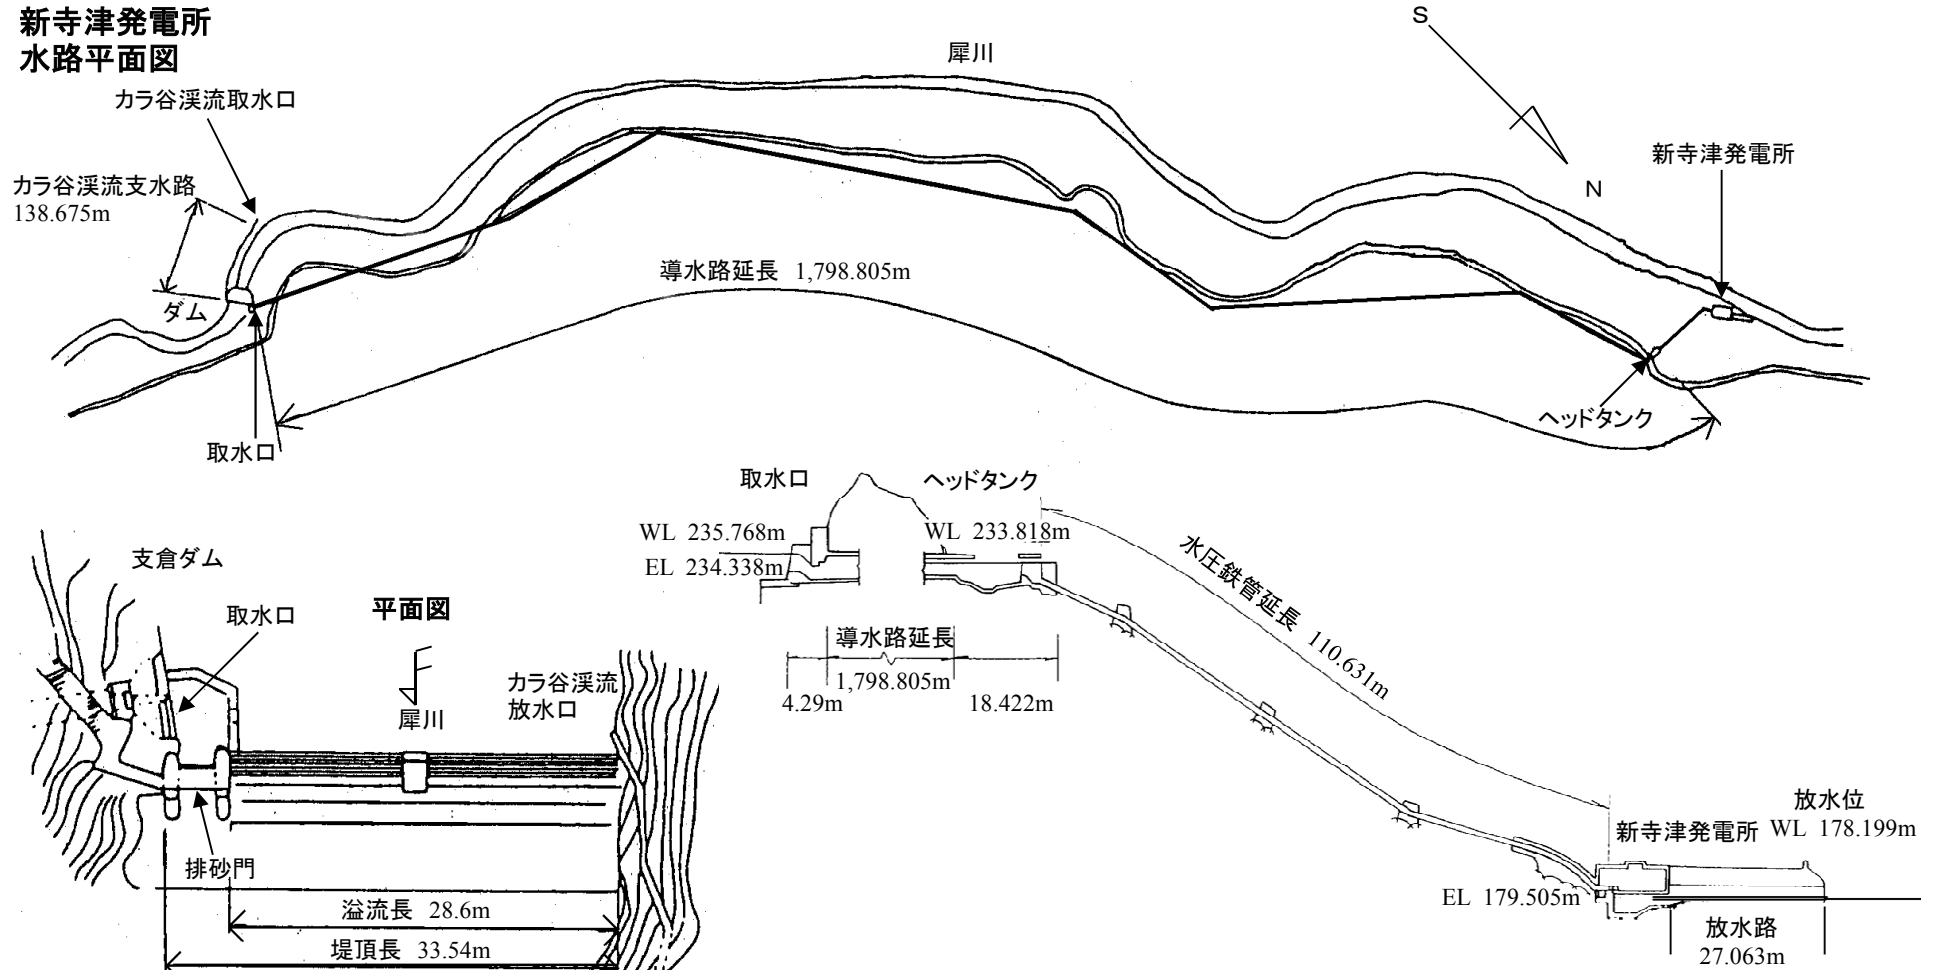 新寺津発電所
水路平面図
S
犀川
カラ谷渓流取水口
新寺津発電所
カラ谷渓流支水路
138.675m
N
導水路延長 1,798.805m
ダム
ヘッドタンク
取水口
取水口
ヘッドタンク
WL 235.768m
WL 233.818m
EL 234.338m
水圧鉄管延長 110.631m
導水路延長
1,798.805m
4.29m
18.422m
放水位
新寺津発電所 WL 178.199m
EL 179.505m
放水路
27.063m
支倉ダム
取水口
平面図
カラ谷渓流
放水口
犀川
排砂門
溢流長 28.6m
堤頂長 33.54m